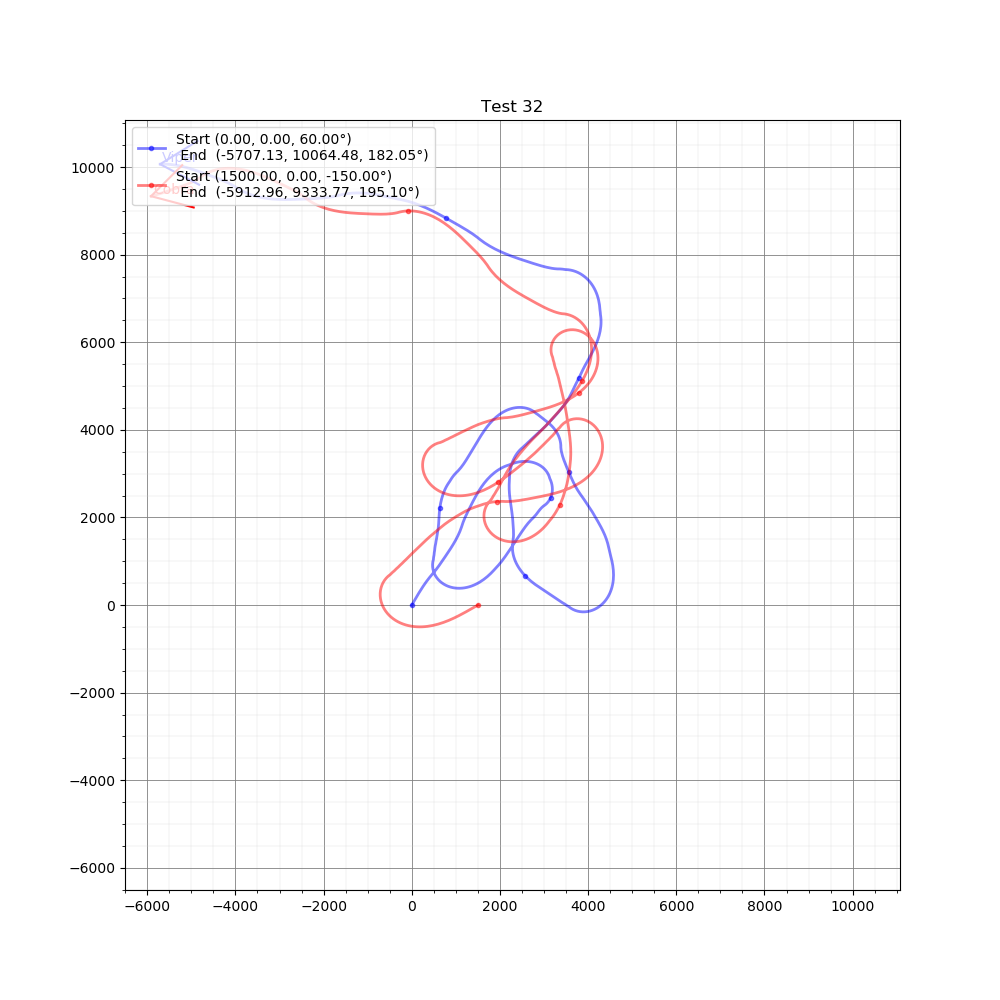 Test 32
Start (0.00, 0.00, 60.00°)
End (-5707.13, 10064.48, 182.05°)
Start (1500.00, 0.00, -150.00°)
End (-5912.96, 9333.77, 195.10°)
10000
8000
6000
4000
2000
0
−2000
−4000
−6000
−6000 −4000 −2000 0 2000 4000 6000 8000 10000